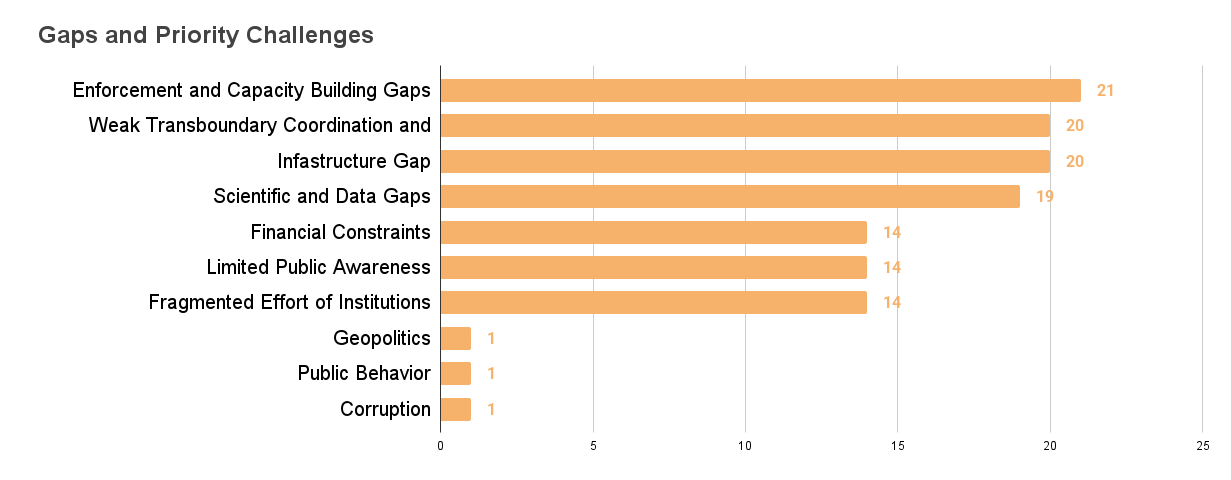 Gaps and Priority Challenges
Enforcement and Capacity Building Gaps 21
Weak Transboundary Coordination and 20
Infastructure Gap 20
Scientific and Data Gaps 19
Financial Constraints 14
Limited Public Awareness 14
Fragmented Effort of Institutions 14
Geopolitics 1
Public Behavior 1
Corruption 1
0 5 10 15 20 25